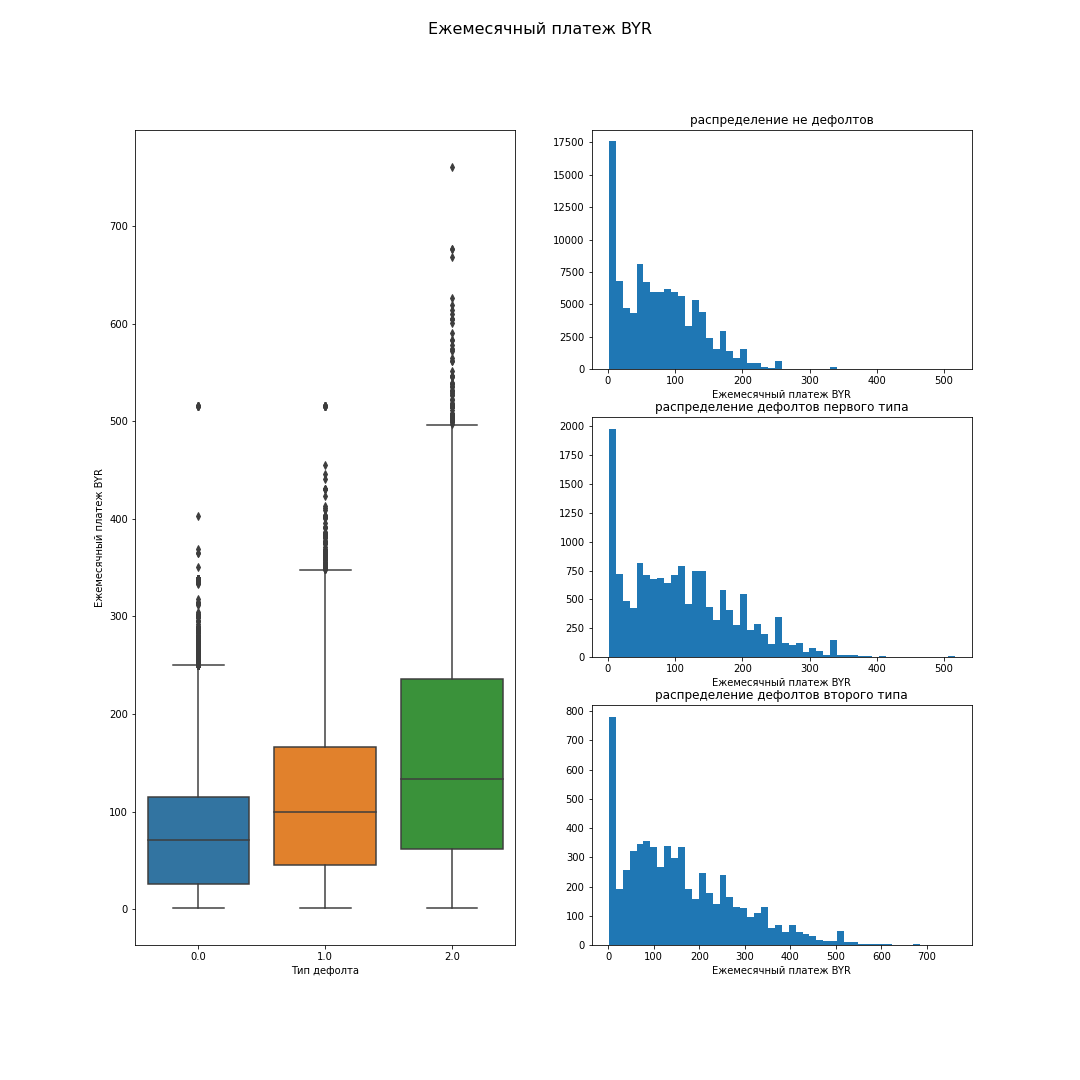 Ежемесячный платеж BYR
Ежемесячный платеж BYR
700
600
500
400
300
200
100
0
0.0 1.0 2.0
Тип дефолта
распределение не дефолтов
17500
15000
12500
10000
7500
5000
2500
0
0 100 200 300 400 500
Ежемесячный платеж BYR
распределение дефолтов первого типа
2000
1750
1500
1250
1000
750
500
250
0
0 100 200 300 400 500
Ежемесячный платеж BYR
распределение дефолтов второго типа
800
700
600
500
400
300
200
100
0
0 100 200 300 400 500 600 700
Ежемесячный платеж BYR